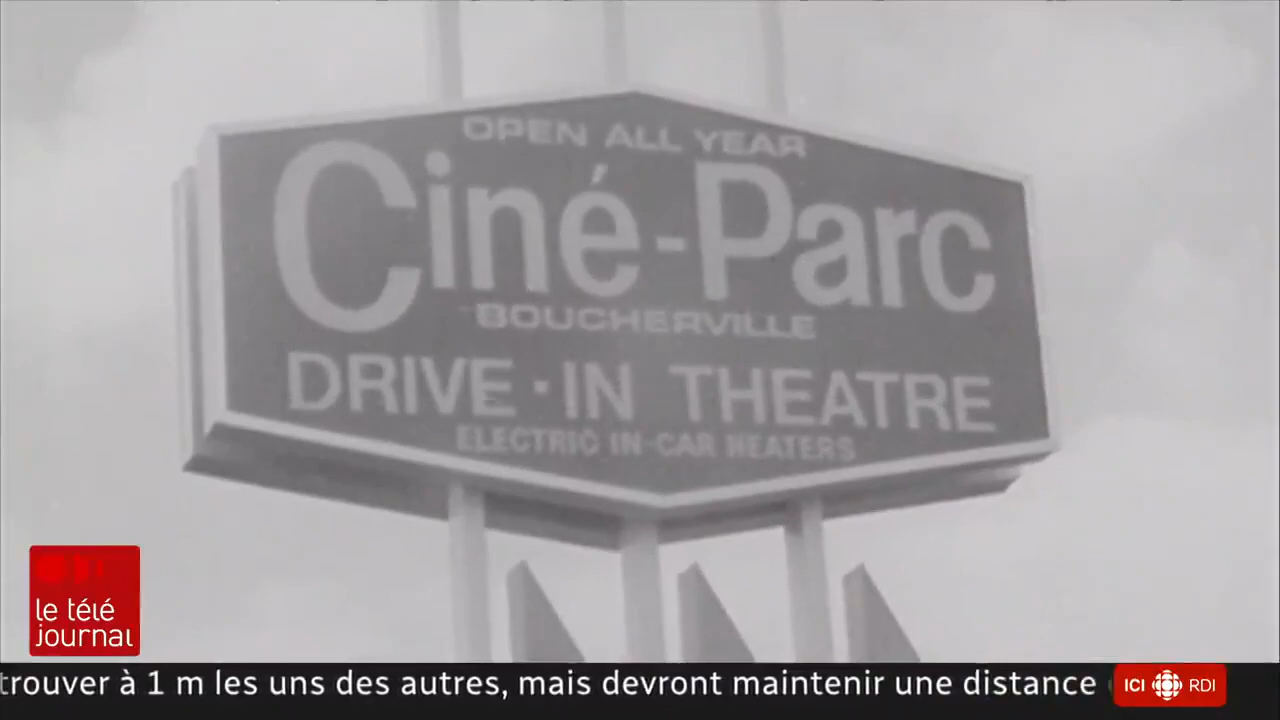 OPEN ALL YEAR
Ciné-Parc
BOUCHERVILLE
DRIVE-IN THEATRE
ELECTRIC IN-CAR HEATERS
le télé
journal
trouver à 1 m les uns des autres, mais devront maintenir une distance
ICI RDI